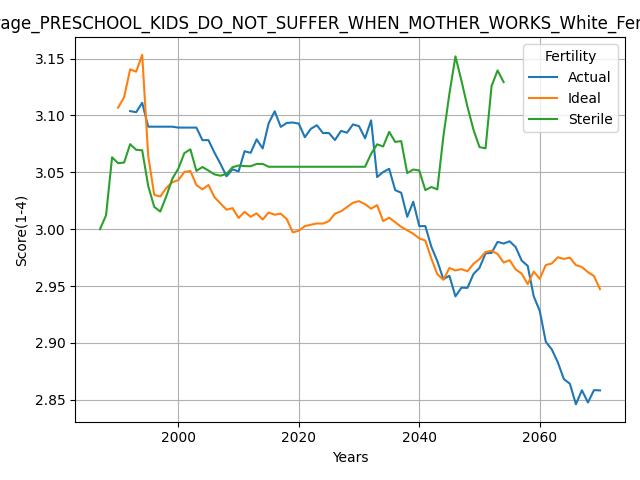 rage_PRESCHOOL_KIDS_DO_NOT_SUFFER_WHEN_MOTHER_WORKS_White_Fer
3.15
3.10
3.05
3.00
2.95
2.90
2.85
Score(1-4)
Fertility
Actual
Ideal
Sterile
2000
2020
2040
2060
Years